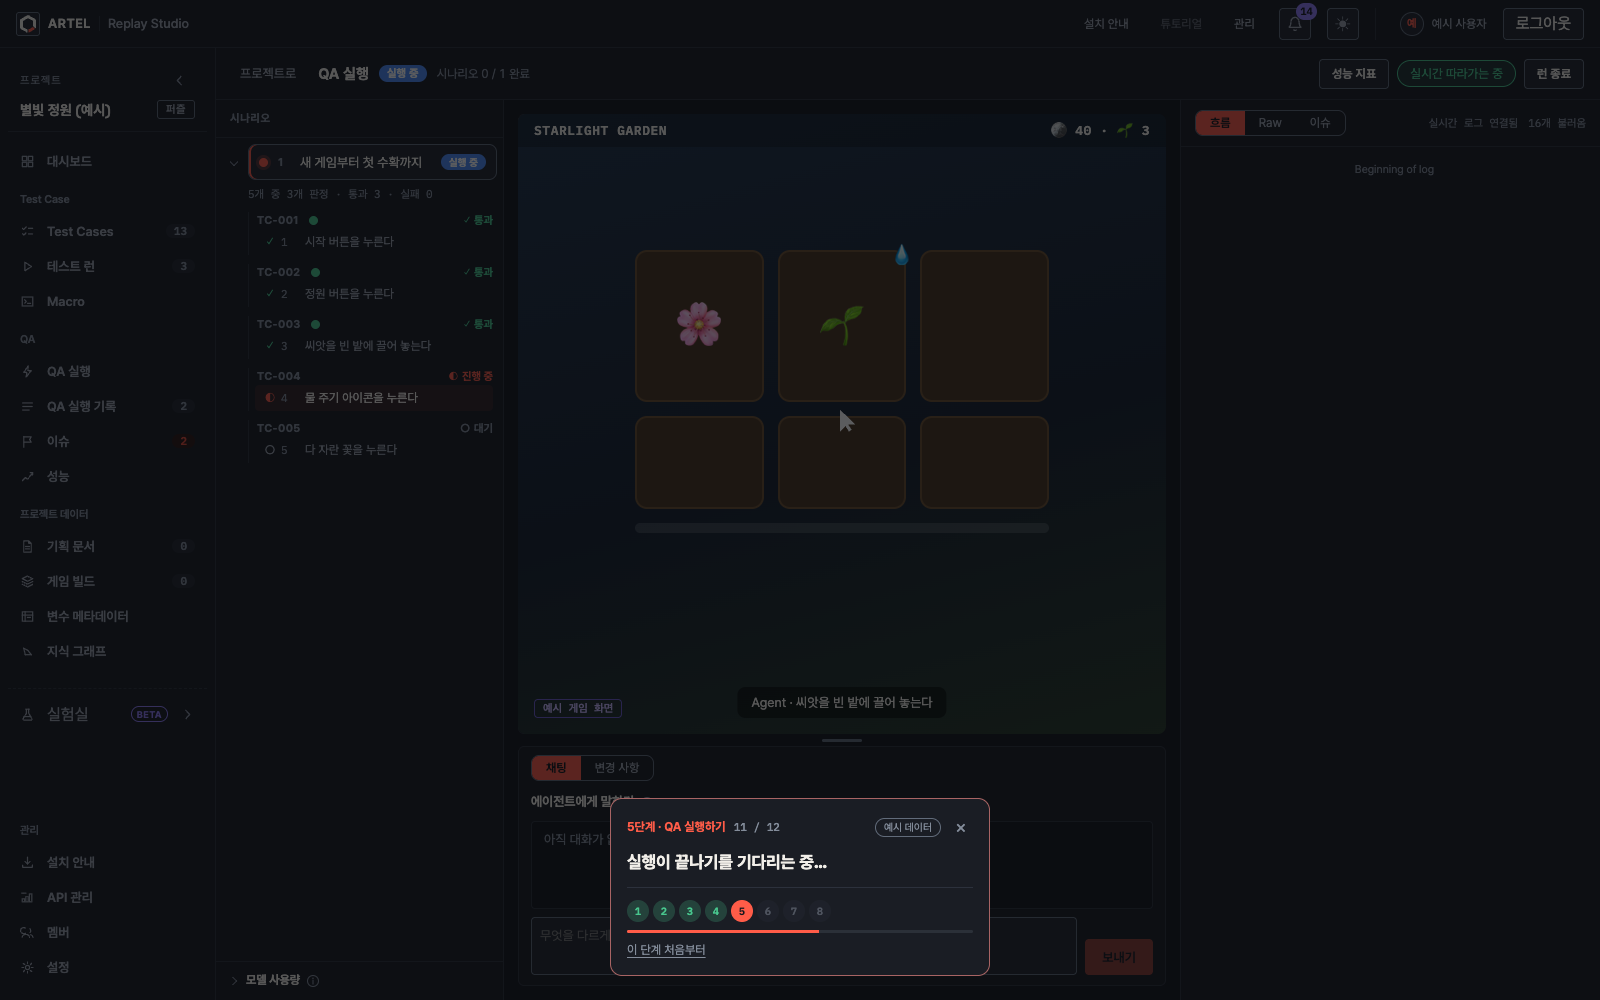 ARTEL
Replay Studio
설치 안내
튜토리얼
관리
14
예
예시 사용자
로그아웃
프로젝트
별빛 정원 (예시)
퍼즐
대시보드
Test Case
Test Cases
13
테스트 런
3
Macro
QA
QA 실행
QA 실행 기록
2
이슈
2
성능
프로젝트 데이터
기획 문서
0
게임 빌드
0
변수 메타데이터
지식 그래프
실험실
BETA
관리
설치 안내
API 관리
멤버
설정
프로젝트로
QA 실행
실행 중
시나리오 0 / 1 완료
성능 지표
실시간 따라가는 중
런 종료
시나리오
1
새 게임부터 첫 수확까지
실행 중
5개 중 3개 판정 · 통과 3 · 실패 0
TC-001
✓ 통과
✓ 1 시작 버튼을 누른다
TC-002
✓ 통과
✓ 2 정원 버튼을 누른다
TC-003
✓ 통과
✓ 3 씨앗을 빈 밭에 끌어 놓는다
TC-004
진행 중
4 물 주기 아이콘을 누른다
TC-005
대기
5 다 자란 꽃을 누른다
모델 사용량
STARLIGHT GARDEN
40 · 3
예시 게임 화면
Agent · 씨앗을 빈 밭에 끌어 놓는다
채팅
변경 사항
에이전트에게 말
아직 대화가
무엇을 다르게
보내기
5단계 · QA 실행하기
11 / 12
예시 데이터
실행이 끝나기를 기다리는 중...
1 2 3 4 5 6 7 8
이 단계 처음부터
흐름
Raw
이슈
실시간 로그 연결됨
16개 불러옴
Beginning of log